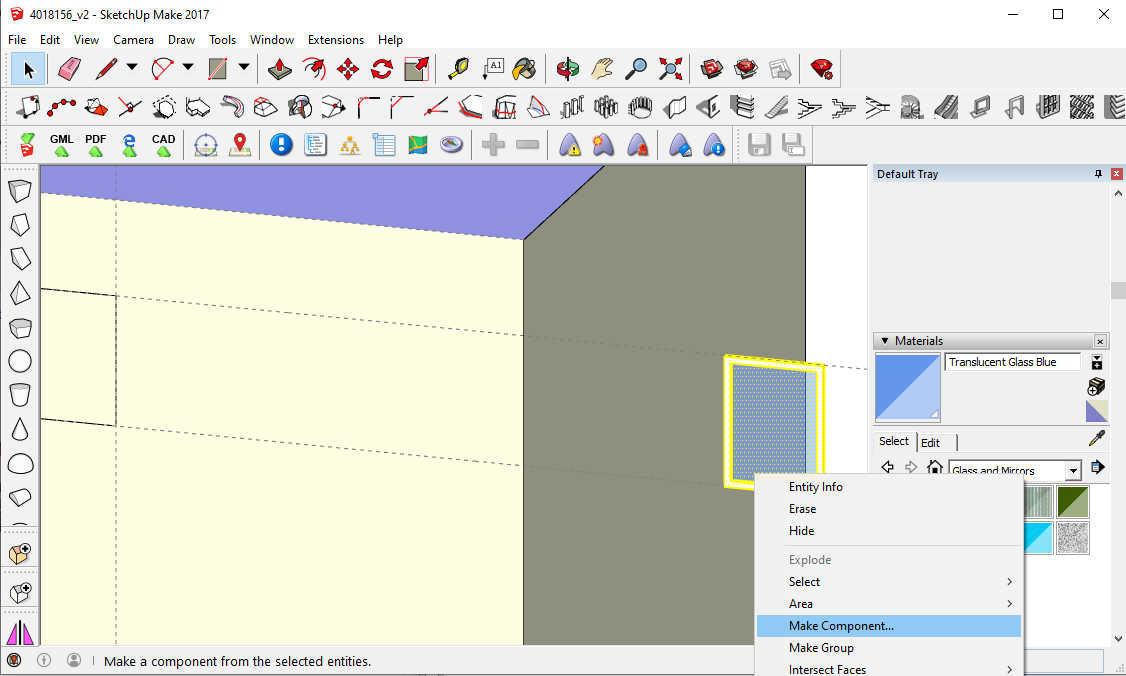 4018156_v2 - SketchUp Make 2017
File Edit View Camera Draw Tools Window Extensions Help
A1
GML PDF CAD
Default Tray
Materials
Translucent Glass Blue
Select Edit
Glass and Mirrors
Entity Info
Erase
Hide
Explode
Select
Area
Make Component...
Make Group
Intersect Faces
Make a component from the selected entities.